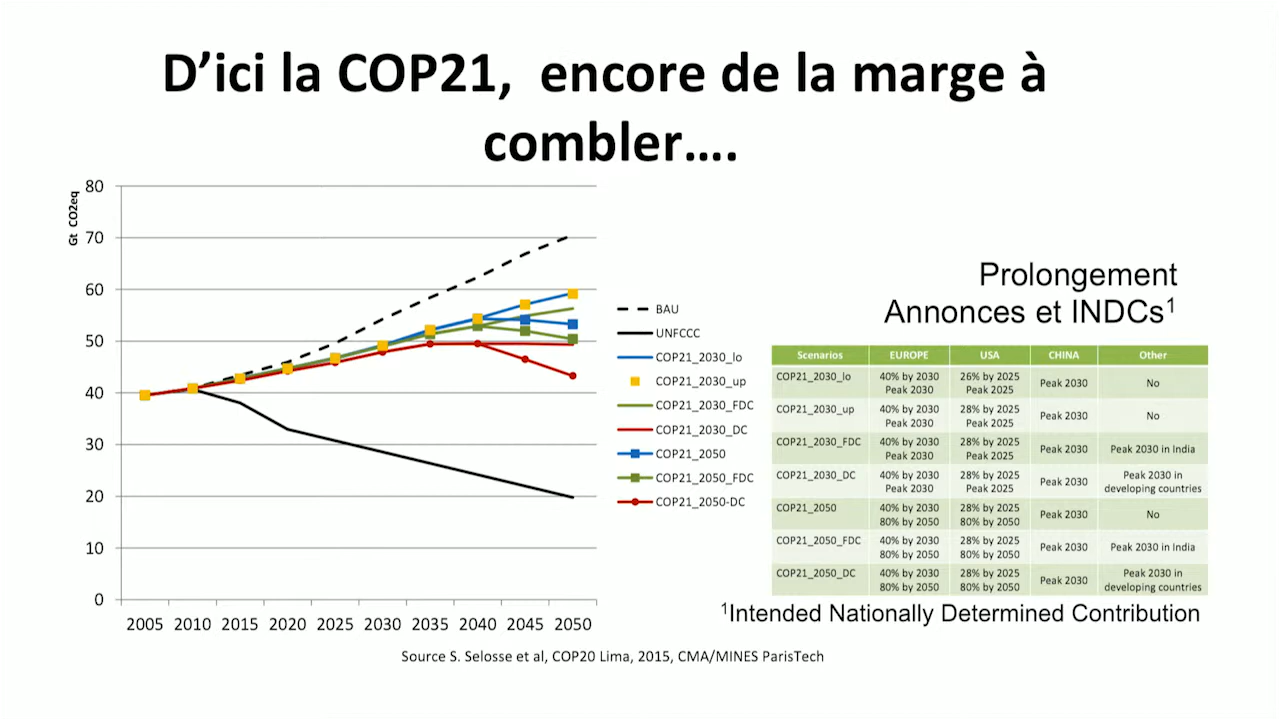 D’ici la COP21,  encore de la marge à
combler….
Gt CO2eq
80
70
60
50
40
30
20
10
0
2005 2010 2015 2020 2025 2030 2035 2040 2045 2050
BAU
UNFCCC
COP21_2030_lo
COP21_2030_up
COP21_2030_FDC
COP21_2030_DC
COP21_2050
COP21_2050_FDC
COP21_2050-DC
Prolongement
Annonces et INDCs¹
Scenarios EUROPE USA CHINA Other
COP21_2030_lo 40% by 2030 Peak 2030 26% by 2025 Peak 2025 Peak 2030 No
COP21_2030_up 40% by 2030 Peak 2030 28% by 2025 Peak 2025 Peak 2030 No
COP21_2030_FDC 40% by 2030 Peak 2030 28% by 2025 Peak 2025 Peak 2030 Peak 2030 in India
COP21_2030_DC 40% by 2030 Peak 2030 28% by 2025 Peak 2025 Peak 2030 Peak 2030 in developing countries
COP21_2050 40% by 2030 80% by 2050 28% by 2025 80% by 2050 Peak 2030 No
COP21_2050_FDC 40% by 2030 80% by 2050 28% by 2025 80% by 2050 Peak 2030 Peak 2030 in India
COP21_2050_DC 40% by 2030 80% by 2050 28% by 2025 80% by 2050 Peak 2030 Peak 2030 in developing countries
¹Intended Nationally Determined Contribution
Source S. Selosse et al, COP20 Lima, 2015, CMA/MINES ParisTech